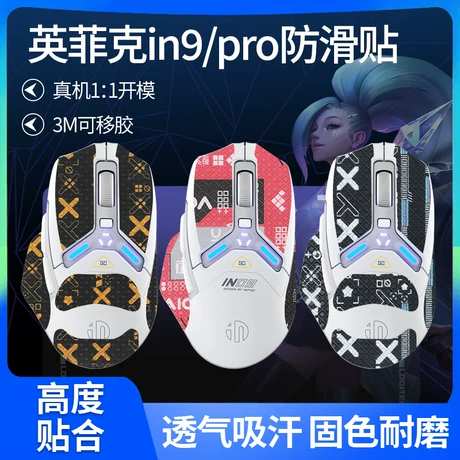 英菲克in9/pro防滑贴
真机1:1开模
3M可移胶
IN09
高度
贴合
透气吸汗 固色耐磨